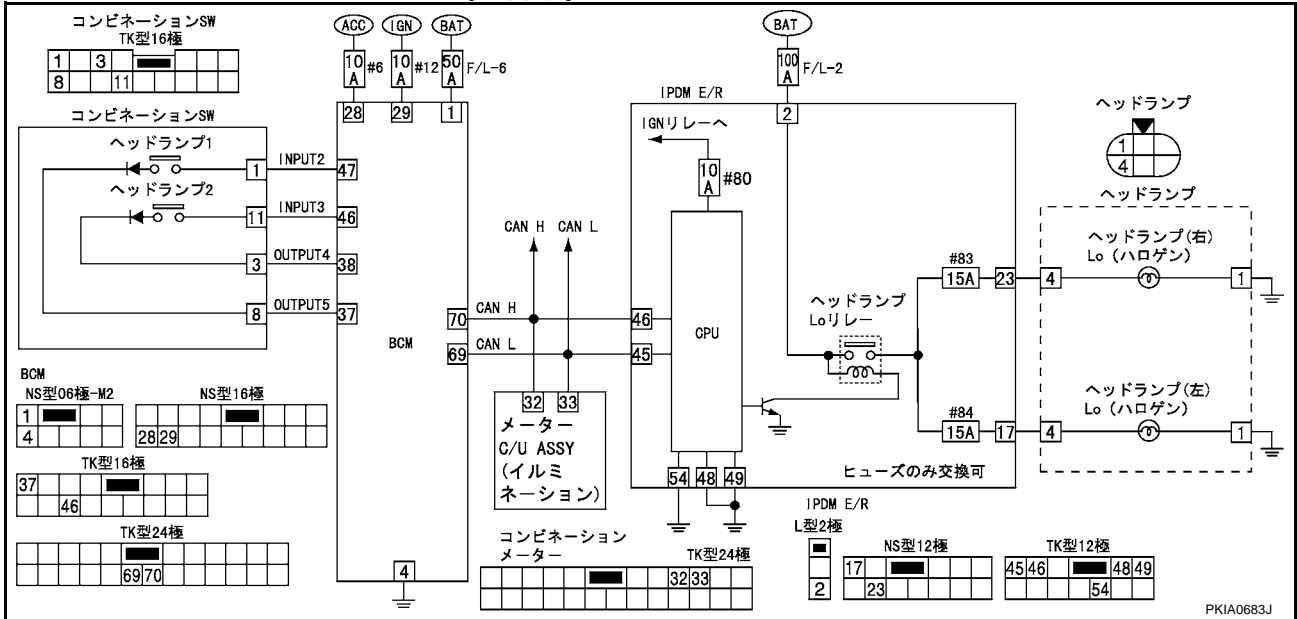 コンビネーションSW
TK型16極
1 3
8 11
コンビネーションSW
ヘッドランプ1
ヘッドランプ2
1 INPUT2 47
11 INPUT3 46
3 OUTPUT4 38
8 OUTPUT5 37
ACC IGN BAT
10A #6
10A #12
50A F/L-6
28 29 1
BCM
70 CAN H
69 CAN L
4
CAN H CAN L
32 33
メーター
C/U ASSY
(イルミ
ネーション)
BAT
100A F/L-2
IPDM E/R
2
IGNリレーへ
10A #80
46
45
CPU
54 48 49
ヘッドランプ
Loリレー
#83
15A 23
#84
15A 17
ヒューズのみ交換可
ヘッドランプ
1
4
ヘッドランプ
ヘッドランプ(右)
Lo (ハロゲン)
4 1
ヘッドランプ(左)
Lo (ハロゲン)
4 1
BCM
NS型06極-M2
1
4
NS型16極
28 29
TK型16極
37
46
TK型24極
69 70
コンビネーション
メーター
TK型24極
32 33
IPDM E/R
L型2極
2
NS型12極
17
23
TK型12極
45 46 48 49
54
PKIA0683J